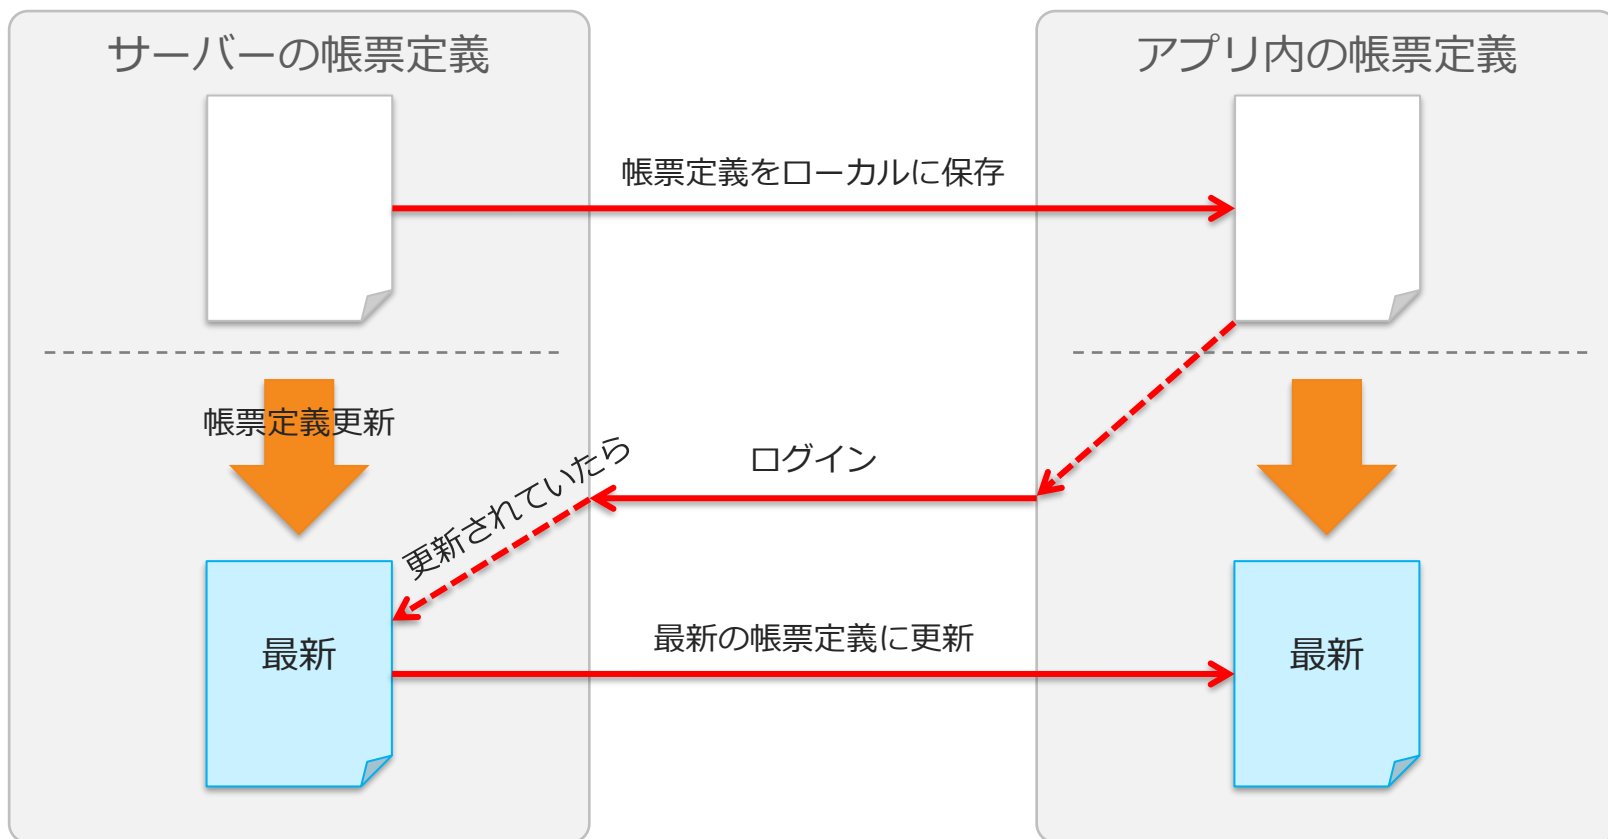 サーバーの帳票定義
アプリ内の帳票定義
帳票定義をローカルに保存
帳票定義更新
ログイン
更新されていたら
最新の帳票定義に更新
最新
最新